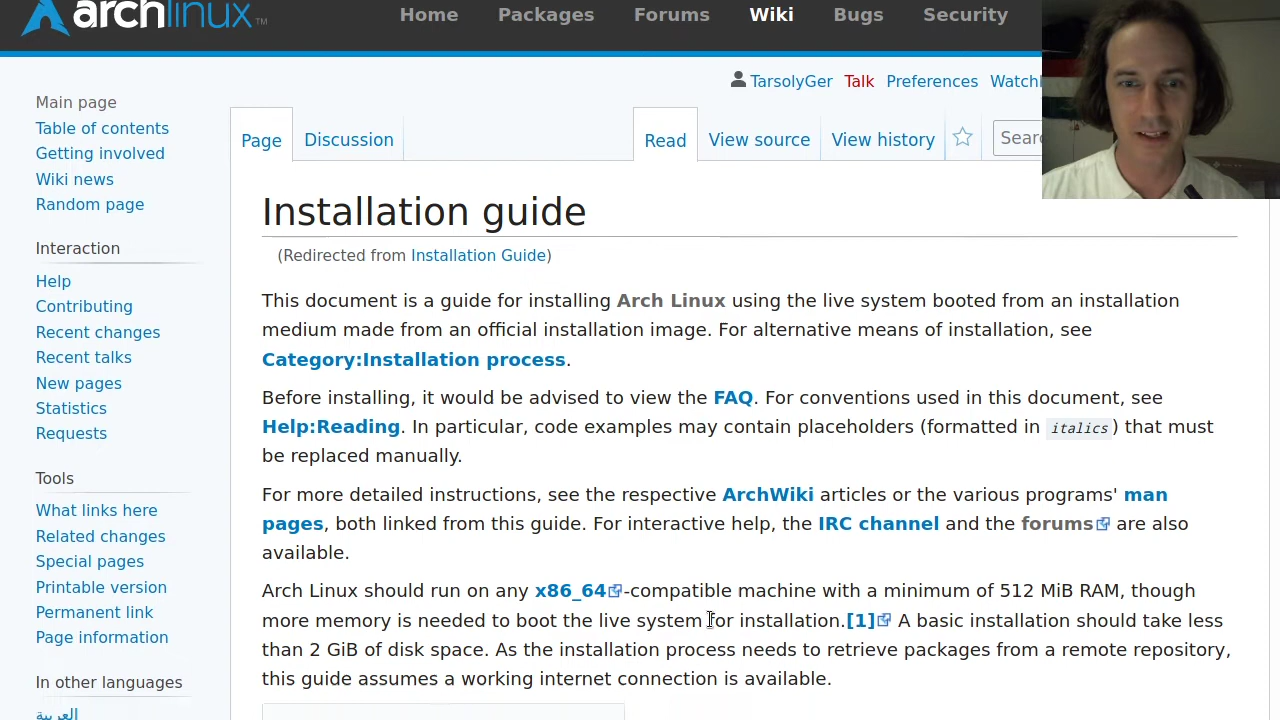 archlinux™
Home Packages Forums Wiki Bugs Security
TarsolyGer Talk Preferences Watch
Page Discussion Read View source View history Sear
Main page
Table of contents
Getting involved
Wiki news
Random page
Interaction
Help
Contributing
Recent changes
Recent talks
New pages
Statistics
Requests
Tools
What links here
Related changes
Special pages
Printable version
Permanent link
Page information
In other languages
العربية
Installation guide
(Redirected from Installation Guide)
This document is a guide for installing Arch Linux using the live system booted from an installation
medium made from an official installation image. For alternative means of installation, see
Category:Installation process.
Before installing, it would be advised to view the FAQ. For conventions used in this document, see
Help:Reading. In particular, code examples may contain placeholders (formatted in italics) that must
be replaced manually.
For more detailed instructions, see the respective ArchWiki articles or the various programs' man
pages, both linked from this guide. For interactive help, the IRC channel and the forums are also
available.
Arch Linux should run on any x86_64-compatible machine with a minimum of 512 MiB RAM, though
more memory is needed to boot the live system for installation.[1] A basic installation should take less
than 2 GiB of disk space. As the installation process needs to retrieve packages from a remote repository,
this guide assumes a working internet connection is available.